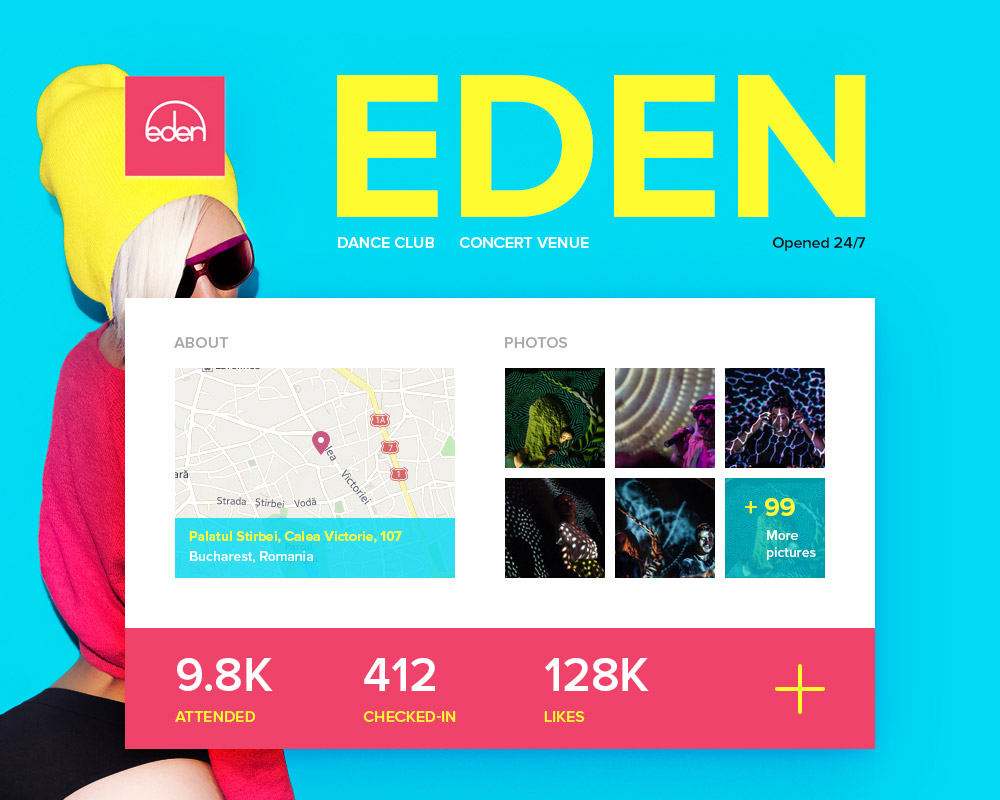 eden
EDEN
DANCE CLUB CONCERT VENUE Opened 24/7
ABOUT
1A
7
1
ară
lea Victoriei
Strada Știrbei Vodă
Palatul Stirbei, Calea Victorie, 107
Bucharest, Romania
PHOTOS
+ 99
More
pictures
9.8K 412 128K
ATTENDED CHECKED-IN LIKES